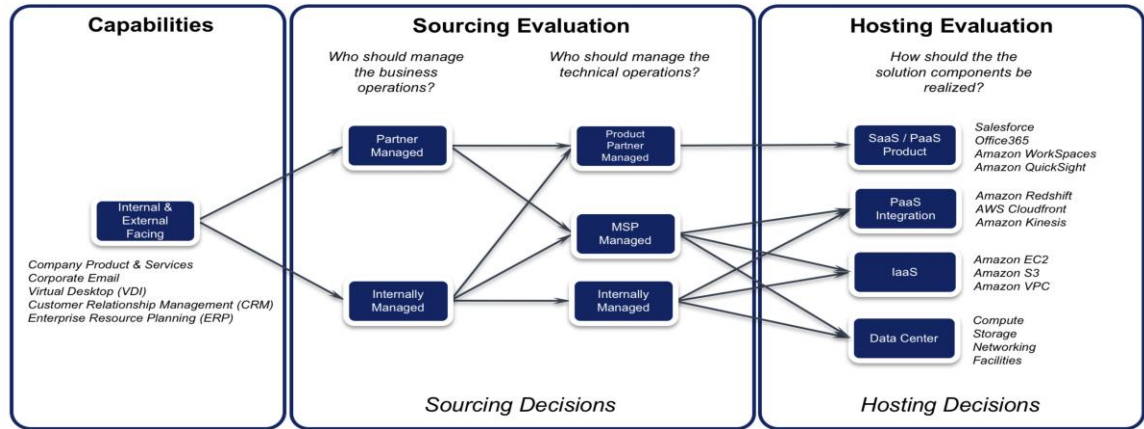 Capabilities
Internal &
External
Facing
Company Product & Services
Corporate Email
Virtual Desktop (VDI)
Customer Relationship Management (CRM)
Enterprise Resource Planning (ERP)
Sourcing Evaluation
Who should manage
the business
operations?
Who should manage the
technical operations?
Partner
Managed
Internally
Managed
Product
Partner
Managed
MSP
Managed
Internally
Managed
Sourcing Decisions
Hosting Evaluation
How should the the
solution components be
realized?
SaaS / PaaS
Product
Salesforce
Office365
Amazon WorkSpaces
Amazon QuickSight
PaaS
Integration
Amazon Redshift
AWS Cloudfront
Amazon Kinesis
IaaS
Amazon EC2
Amazon S3
Amazon VPC
Data Center
Compute
Storage
Networking
Facilities
Hosting Decisions